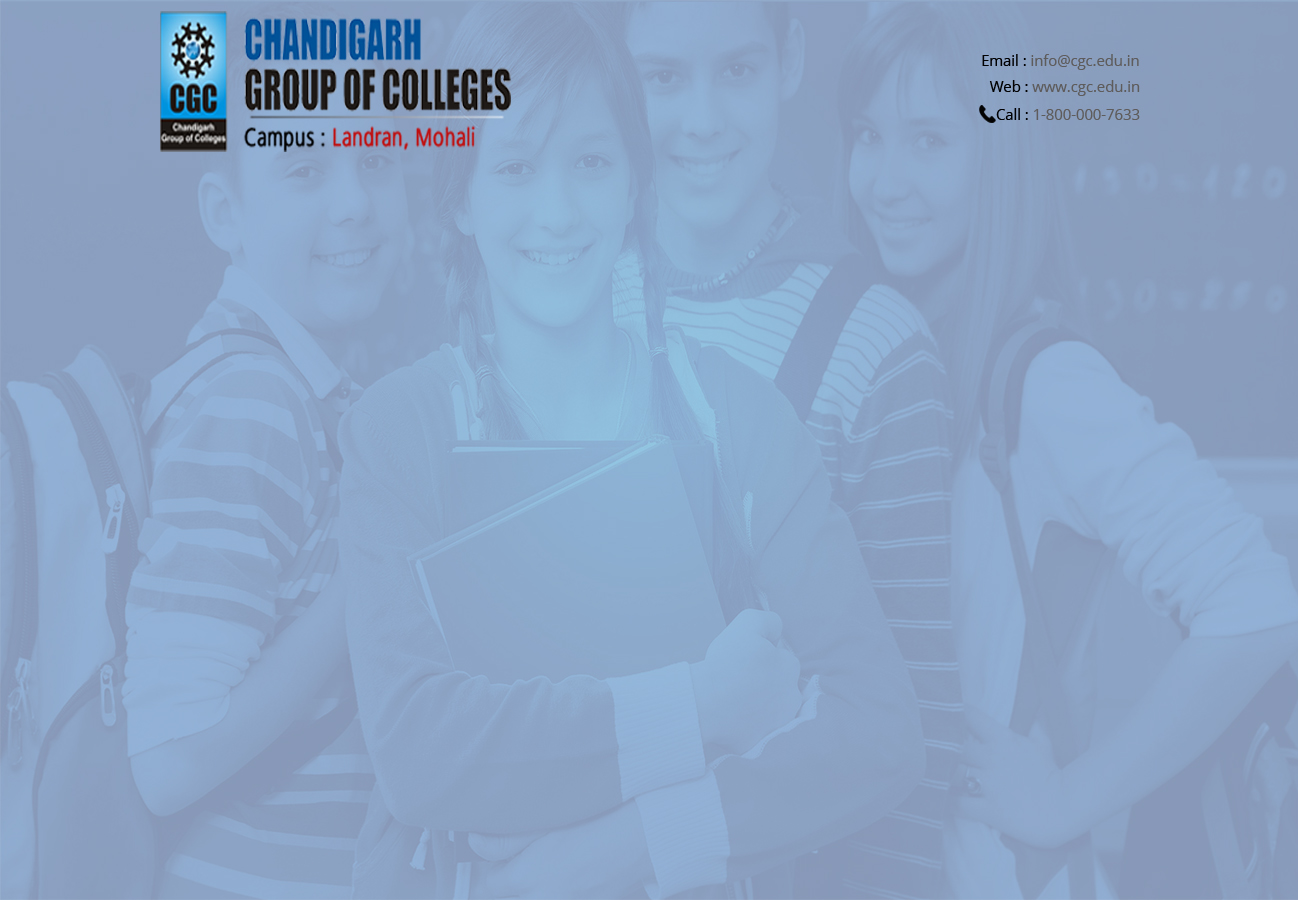 CHANDIGARH
GROUP OF COLLEGES
Campus : Landran, Mohali
CGC
Chandigarh
Group of Colleges
Email : info@cgc.edu.in
Web : www.cgc.edu.in
Call : 1-800-000-7633